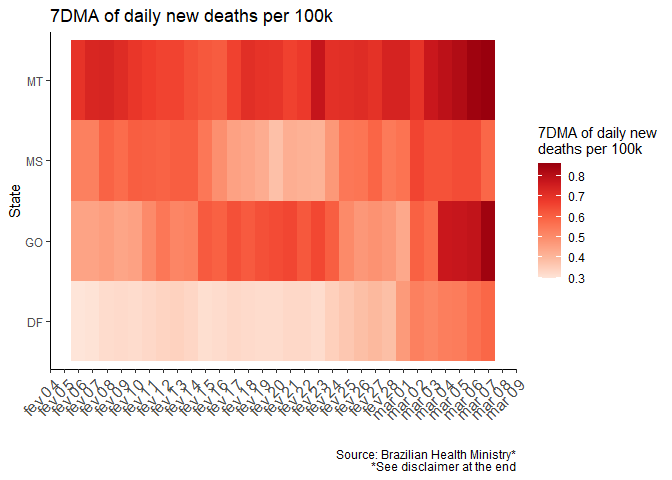 7DMA of daily new deaths per 100k
State
MT
MS
GO
DF
fev 04
fev 05
fev 06
fev 07
fev 08
fev 09
fev 10
fev 11
fev 12
fev 13
fev 14
fev 15
fev 16
fev 17
fev 18
fev 19
fev 20
fev 21
fev 22
fev 23
fev 24
fev 25
fev 26
fev 27
fev 28
mar 01
mar 02
mar 03
mar 04
mar 05
mar 06
mar 07
mar 08
mar 09
7DMA of daily new
deaths per 100k
0.8
0.7
0.6
0.5
0.4
0.3
Source: Brazilian Health Ministry*
*See disclaimer at the end